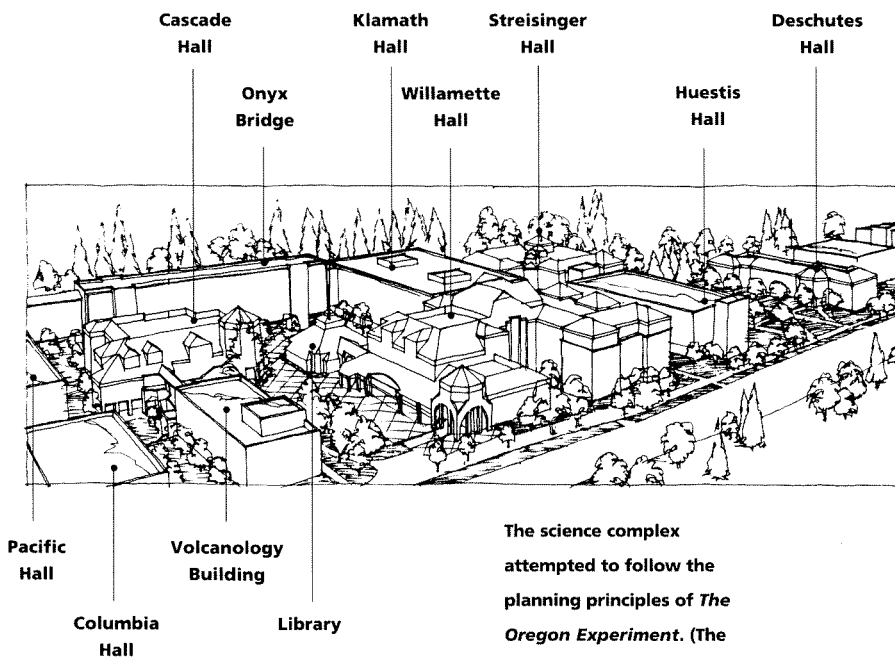 Cascade
Hall
Klamath
Hall
Streisinger
Hall
Deschutes
Hall
Onyx
Bridge
Willamette
Hall
Huestis
Hall
Pacific
Hall
Volcanology
Building
Columbia
Hall
Library
The science complex
attempted to follow the
planning principles of The
Oregon Experiment. (The